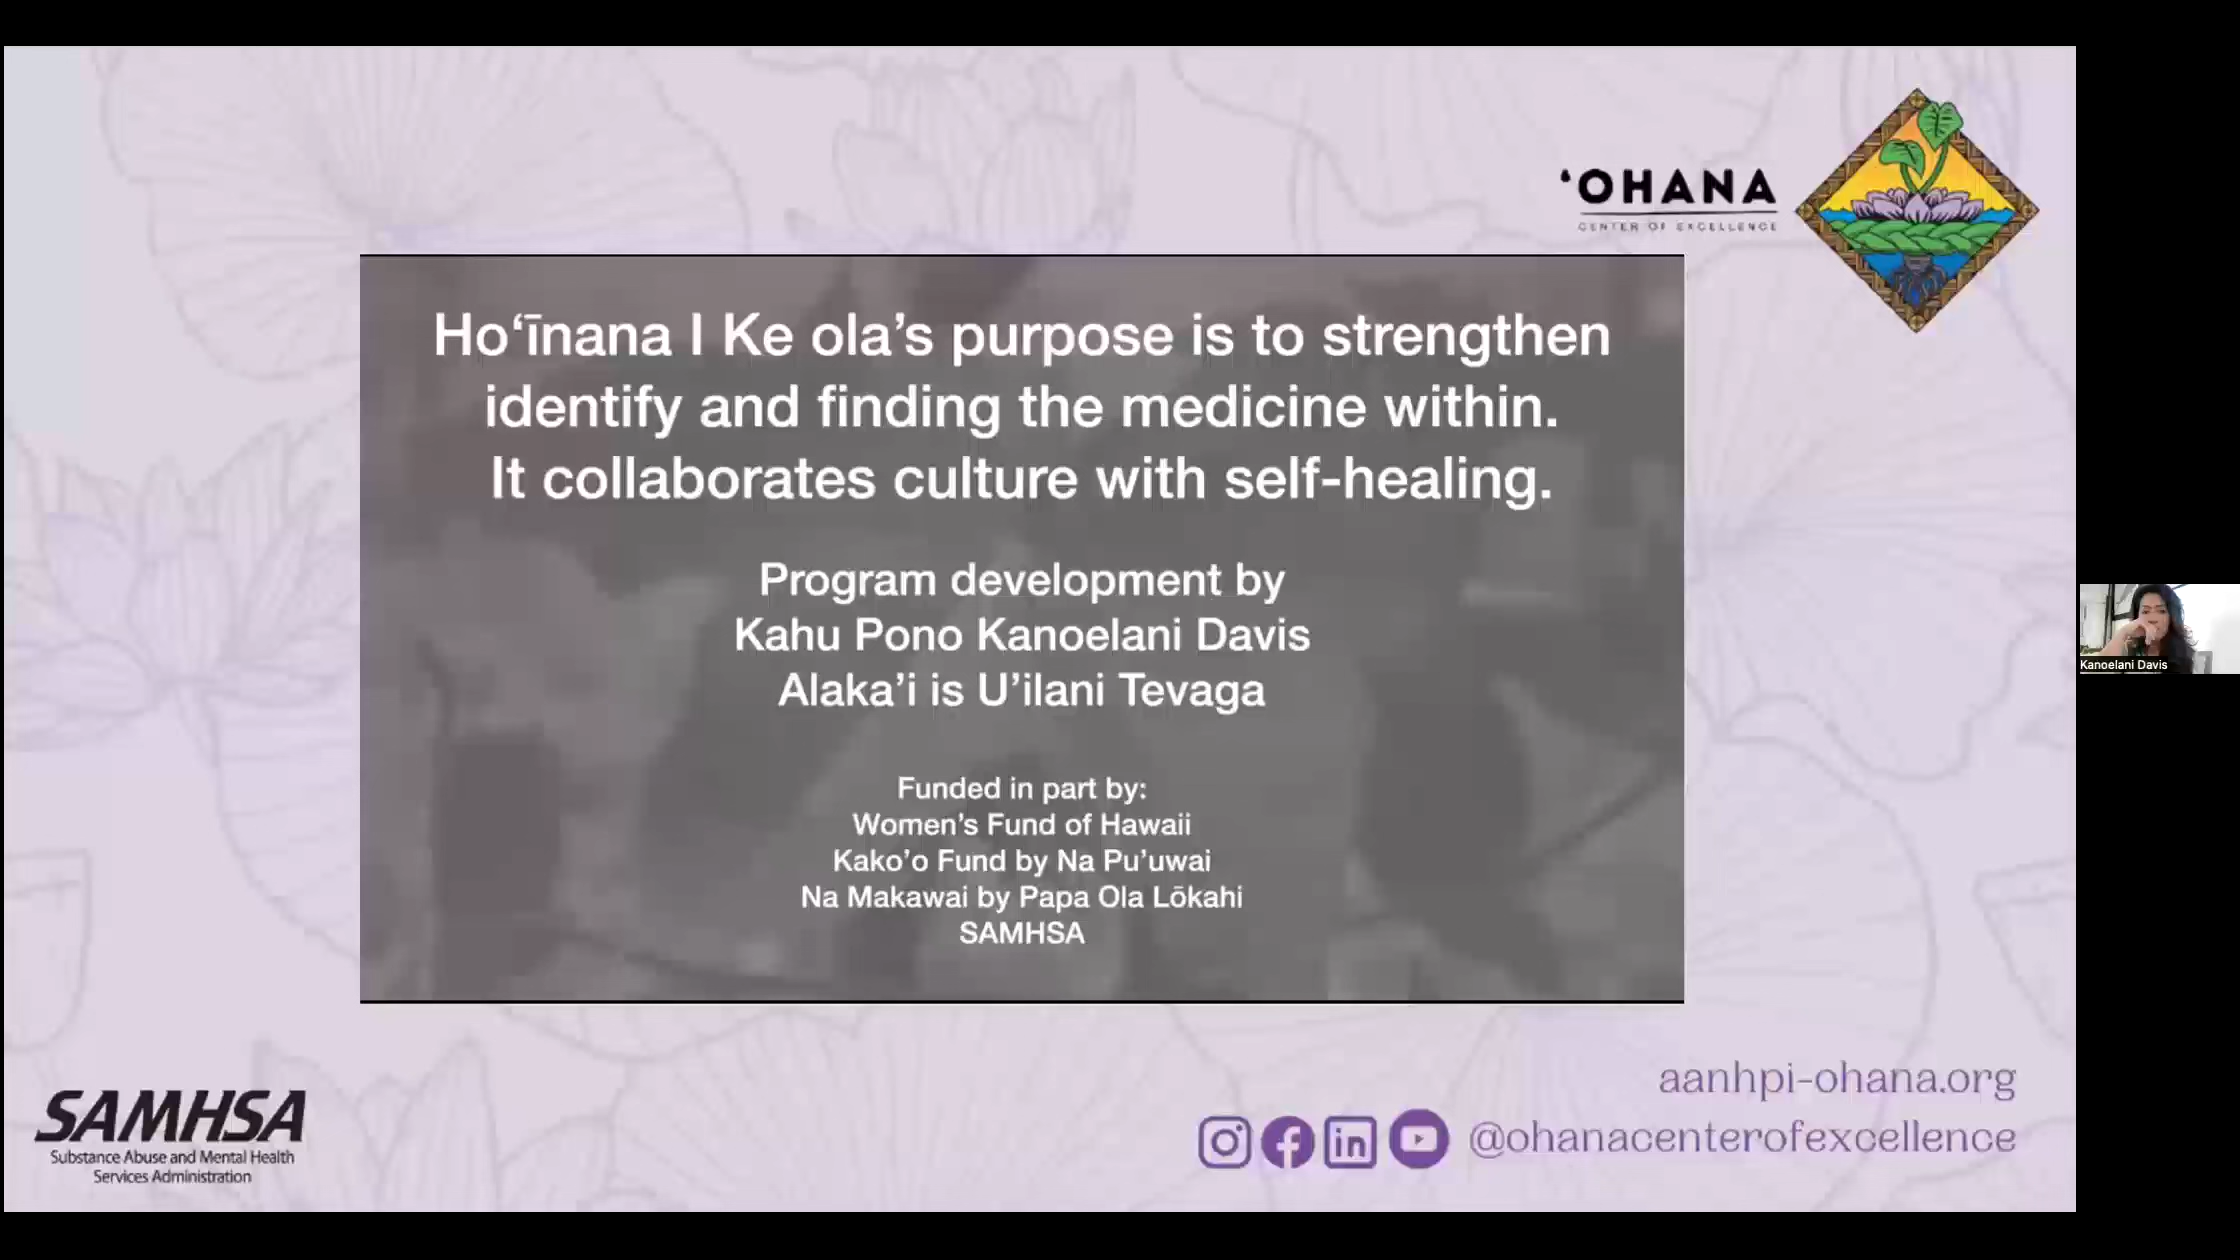 ʻOHANA
CENTER OF EXCELLENCE
Hoʻīnana I Ke ola’s purpose is to strengthen
identify and finding the medicine within.
It collaborates culture with self-healing.
Program development by
Kahu Pono Kanoelani Davis
Alaka’i is U’ilani Tevaga
Funded in part by:
Women’s Fund of Hawaii
Kako’o Fund by Na Pu’uwai
Na Makawai by Papa Ola Lōkahi
SAMHSA
Kanoelani Davis
SAMHSA
Substance Abuse and Mental Health
Services Administration
aanhpi-ohana.org
@ohanacenterofexcellence